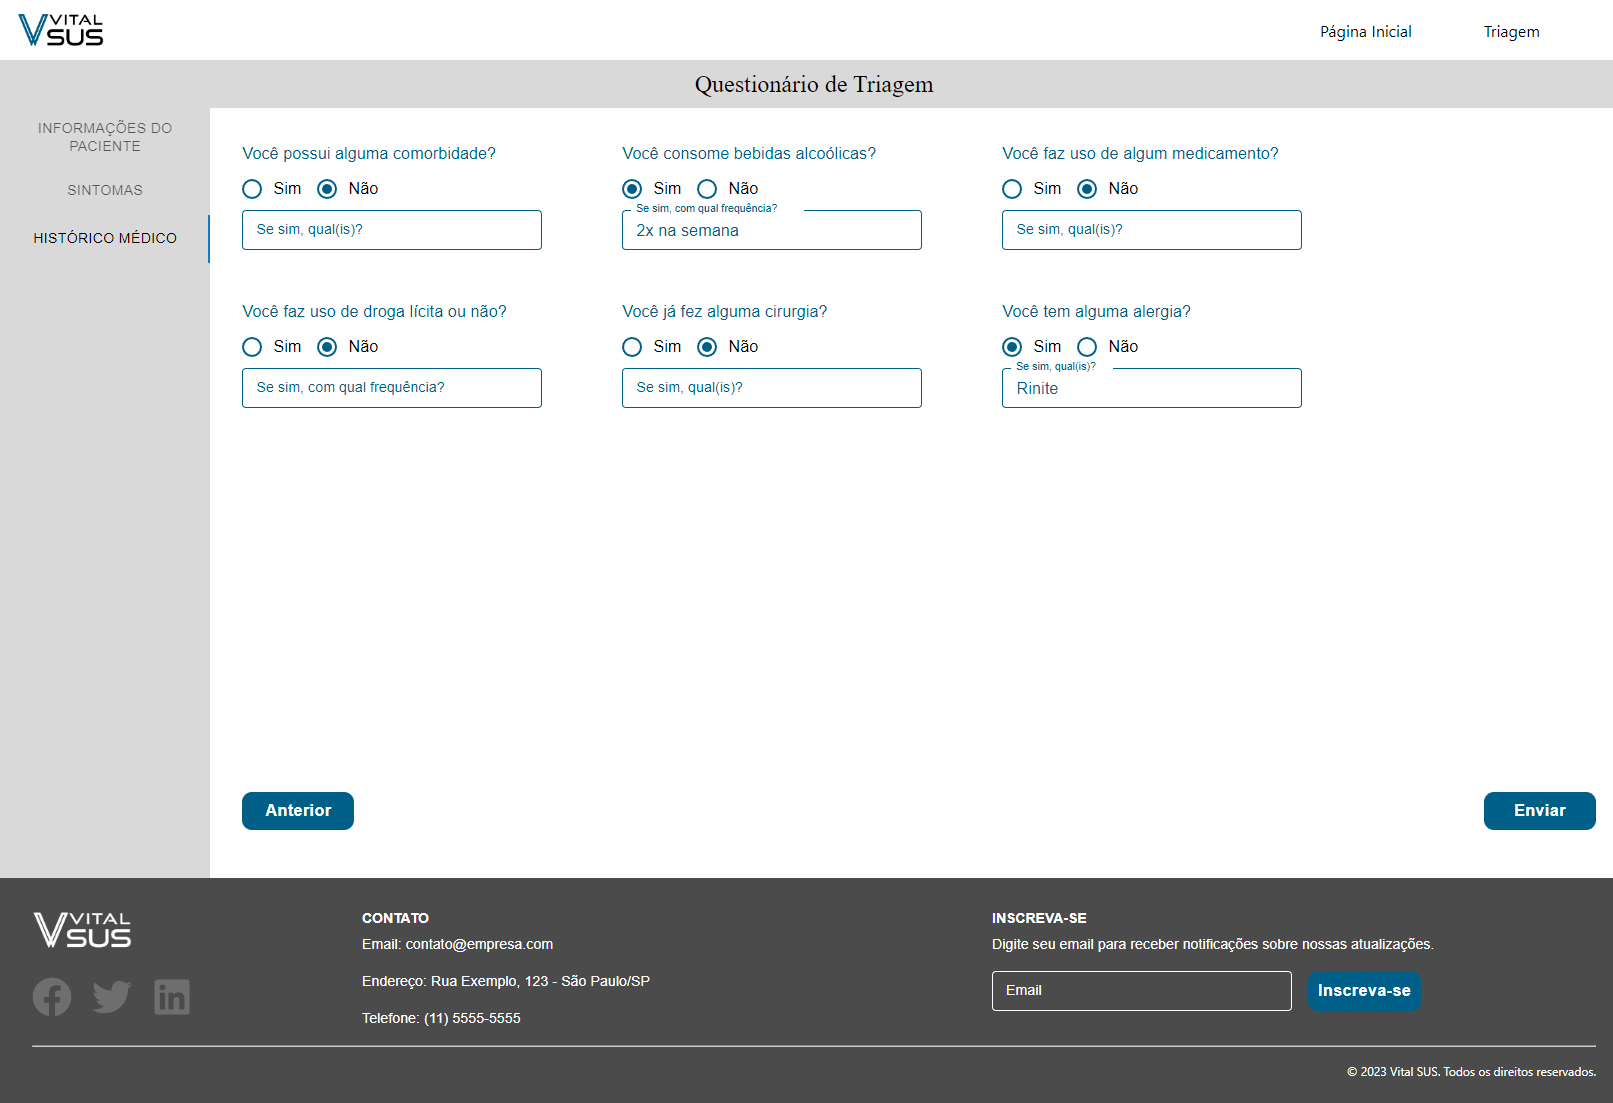 VITAL
SUS
Página Inicial
Triagem
Questionário de Triagem
INFORMAÇÕES DO
PACIENTE
SINTOMAS
HISTÓRICO MÉDICO
Você possui alguma comorbidade?
Sim
Não
Se sim, qual(is)?
Você consome bebidas alcoólicas?
Sim
Não
Se sim, com qual frequência?
2x na semana
Você faz uso de algum medicamento?
Sim
Não
Se sim, qual(is)?
Você faz uso de droga lícita ou não?
Sim
Não
Se sim, com qual frequência?
Você já fez alguma cirurgia?
Sim
Não
Se sim, qual(is)?
Você tem alguma alergia?
Sim
Não
Se sim, qual(is)?
Rinite
Anterior
Enviar
VITAL
SUS
CONTATO
Email: contato@empresa.com
Endereço: Rua Exemplo, 123 - São Paulo/SP
Telefone: (11) 5555-5555
INSCREVA-SE
Digite seu email para receber notificações sobre nossas atualizações.
Email
Inscreva-se
© 2023 Vital SUS. Todos os direitos reservados.